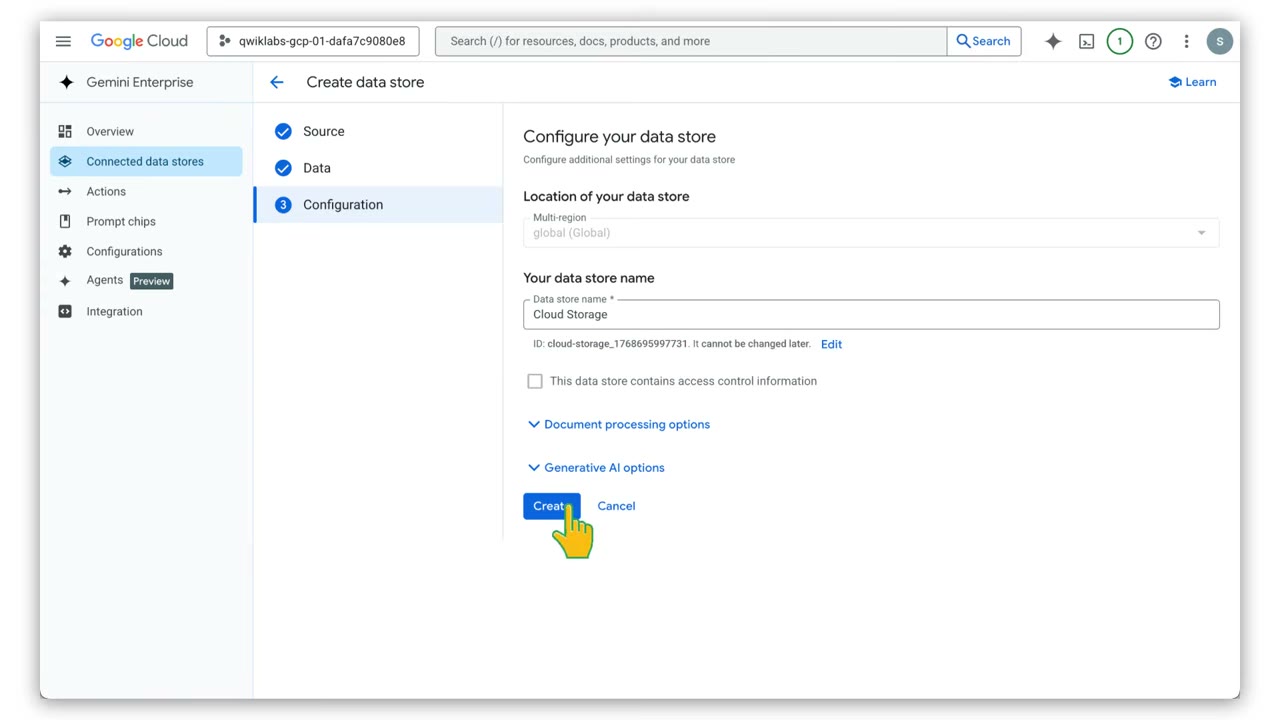 Google Cloud
qwiklabs-gcp-01-dafa7c9080e8
Search (/) for resources, docs, products, and more
Search
1
S
Gemini Enterprise
Create data store
Learn
Overview
Connected data stores
Actions
Prompt chips
Configurations
Agents Preview
Integration
Source
Data
3 Configuration
Configure your data store
Configure additional settings for your data store
Location of your data store
Multi-region
global (Global)
Your data store name
Data store name *
Cloud Storage
ID: cloud-storage_1768695997731. It cannot be changed later. Edit
This data store contains access control information
Document processing options
Generative AI options
Create Cancel